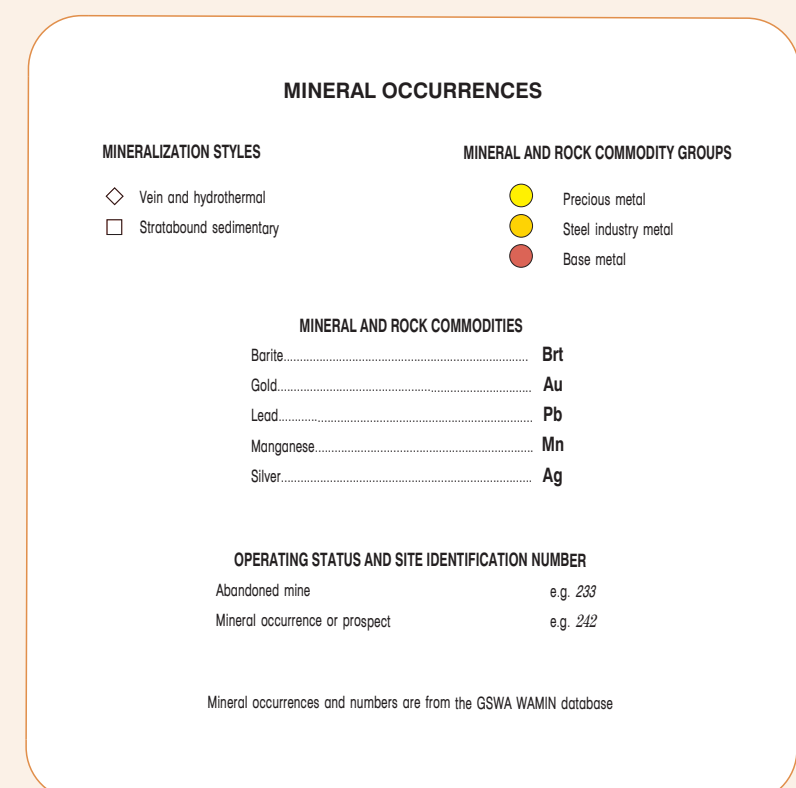 MINERAL OCCURRENCES
MINERALIZATION STYLES
Vein and hydrothermal
Stratabound sedimentary
MINERAL AND ROCK COMMODITY GROUPS
Precious metal
Steel industry metal
Base metal
MINERAL AND ROCK COMMODITIES
Barite........................................................................... Brt
Gold.............................................................................. Au
Lead.............................................................................. Pb
Manganese................................................................... Mn
Silver............................................................................. Ag
OPERATING STATUS AND SITE IDENTIFICATION NUMBER
Abandoned mine e.g. 233
Mineral occurrence or prospect e.g. 242
Mineral occurrences and numbers are from the GSWA WAMIN database